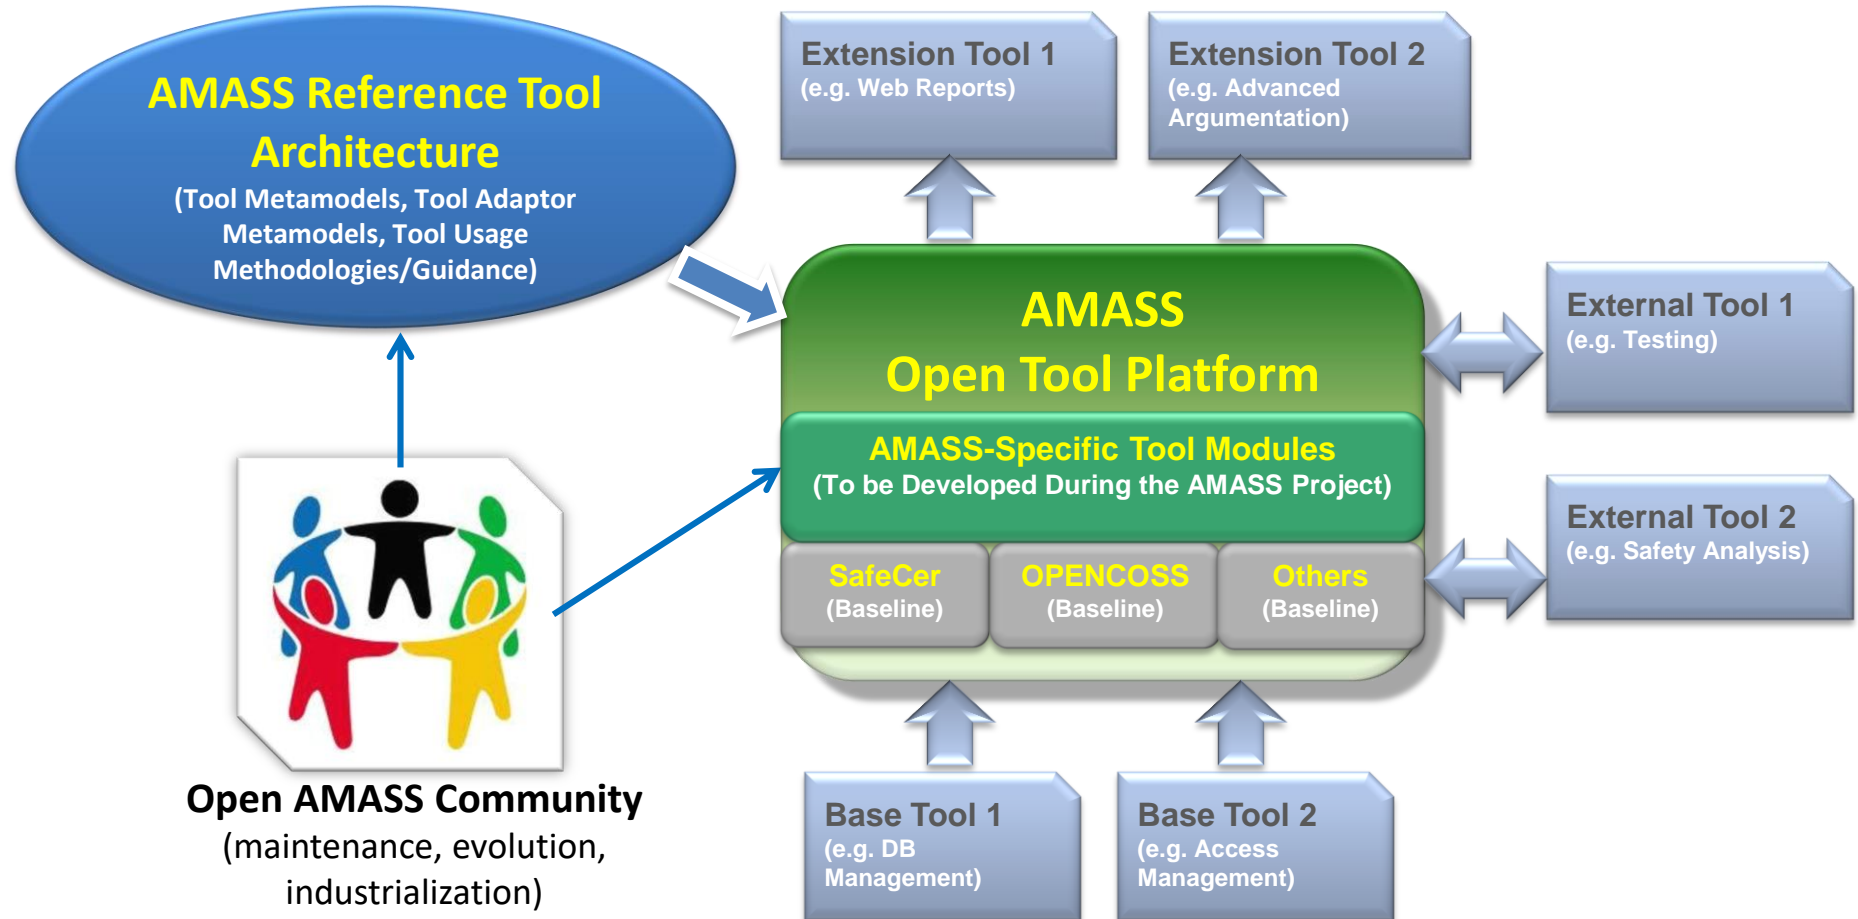 AMASS Reference Tool
Architecture
(Tool Metamodels, Tool Adaptor
Metamodels, Tool Usage
Methodologies/Guidance)
Extension Tool 1
(e.g. Web Reports)
Extension Tool 2
(e.g. Advanced
Argumentation)
AMASS
Open Tool Platform
AMASS-Specific Tool Modules
(To be Developed During the AMASS Project)
SafeCer
(Baseline)
OPENCOSS
(Baseline)
Others
(Baseline)
External Tool 1
(e.g. Testing)
External Tool 2
(e.g. Safety Analysis)
Open AMASS Community
(maintenance, evolution,
industrialization)
Base Tool 1
(e.g. DB
Management)
Base Tool 2
(e.g. Access
Management)